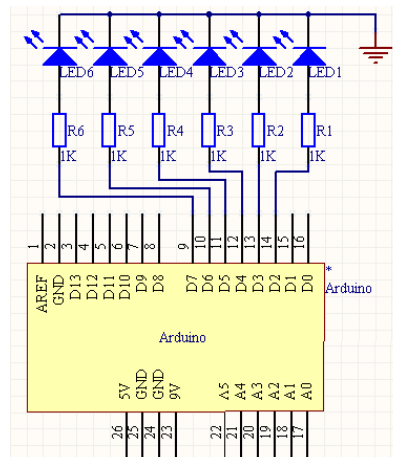 LED6 LED5 LED4 LED3 LED2 LED1
R6 R5 R4 R3 R2 R1
1K 1K 1K 1K 1K 1K
1 2 3 4 5 6 7 8 9 10 11 12 13 14 15 16
AREF GND D13 D12 D11 D10 D9 D8 D7 D6 D5 D4 D3 D2 D1 D0
*
Arduino
Arduino
5V GND GND 9V A5 A4 A3 A2 A1 A0
26 25 24 23 22 21 20 19 18 17